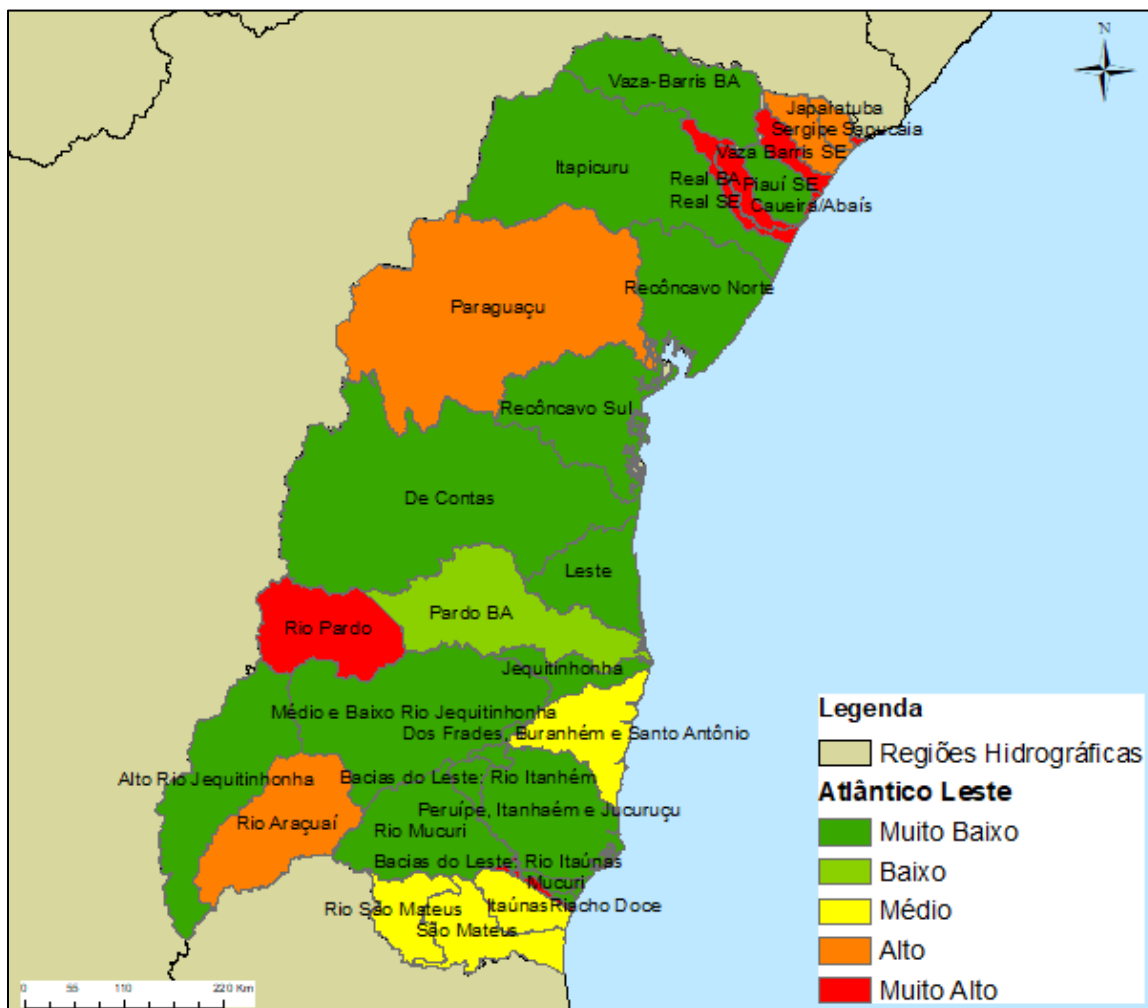 N
Vaza-Barris BA
Japaratuba
Sergipe Sapucaia
Vaza Barris SE
Itapicuru
Real BA
Piauí SE
Real SE
Caueira/Abaís
Recôncavo Norte
Paraguaçu
Recôncavo Sul
De Contas
Leste
Pardo BA
Rio Pardo
Jequitinhonha
Médio e Baixo Rio Jequitinhonha
Dos Frades, Buranhém e Santo Antônio
Alto Rio Jequitinhonha
Bacias do Leste: Rio Itanhém
Peruípe, Itanhaém e Jucuruçu
Rio Araçuaí
Rio Mucuri
Bacias do Leste: Rio Itaúnas
Mucuri
Itaúnas
Riacho Doce
Rio São Mateus
São Mateus
Legenda
Regiões Hidrográficas
Atlântico Leste
Muito Baixo
Baixo
Médio
Alto
Muito Alto
0 55 110 220 Km